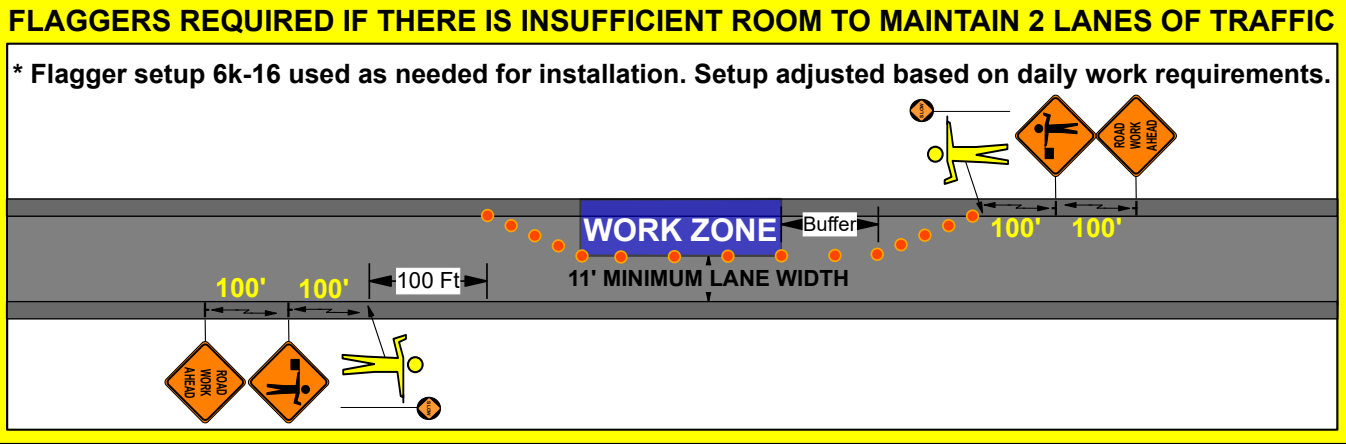 FLAGGERS REQUIRED IF THERE IS INSUFFICIENT ROOM TO MAINTAIN 2 LANES OF TRAFFIC
* Flagger setup 6k-16 used as needed for installation. Setup adjusted based on daily work requirements.
SLOW
ROAD
WORK
AHEAD
WORK ZONE
Buffer
100'
100'
11' MINIMUM LANE WIDTH
100 Ft
100'
100'
ROAD
WORK
AHEAD
SLOW